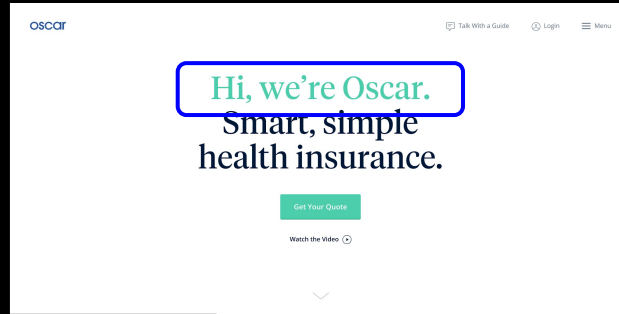 oscar
Talk With a Guide
Login
Menu
Hi, we’re Oscar.
Smart, simple
health insurance.
Get Your Quote
Watch the Video